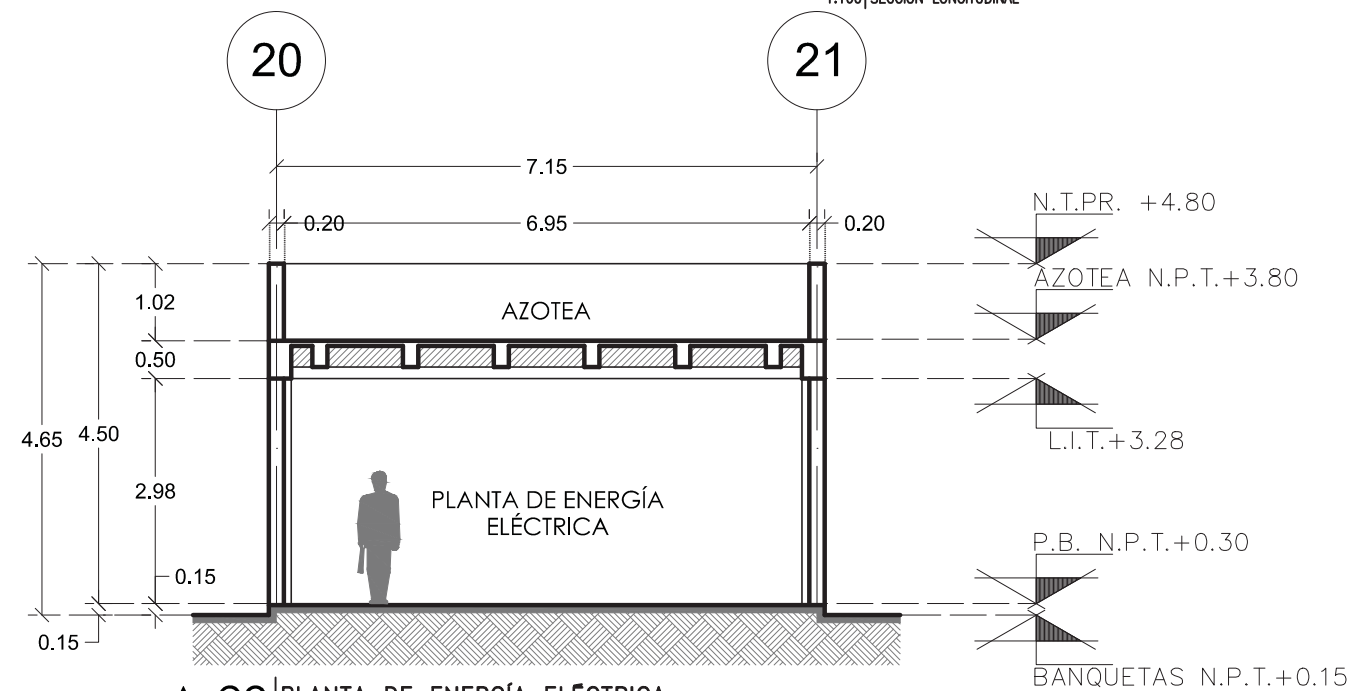 20
21
7.15
0.20
6.95
0.20
N.T.PR. +4.80
AZOTEA N.P.T.+3.80
1.02
AZOTEA
0.50
4.65
4.50
L.I.T.+3.28
2.98
PLANTA DE ENERGÍA
ELÉCTRICA
P.B. N.P.T.+0.30
0.15
0.15
BANQUETAS N.P.T.+0.15
PLANTA DE ENERGÍA ELÉCTRICA